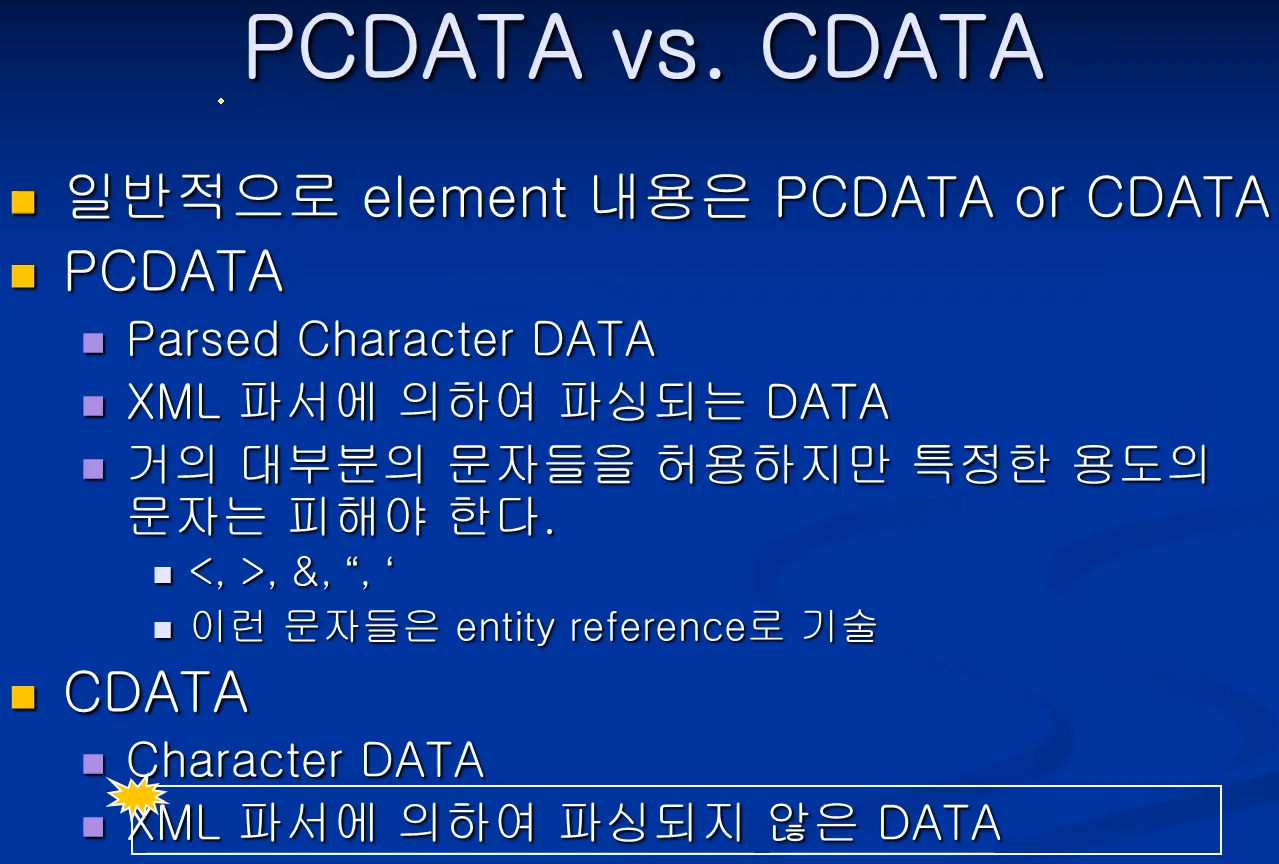 PCDATA vs. CDATA
일반적으로 element 내용은 PCDATA or CDATA
PCDATA
Parsed Character DATA
XML 파서에 의하여 파싱되는 DATA
거의 대부분의 문자들을 허용하지만 특정한 용도의
문자는 피해야 한다.
<, >, &, “, ‘
이런 문자들은 entity reference로 기술
CDATA
Character DATA
XML 파서에 의하여 파싱되지 않은 DATA